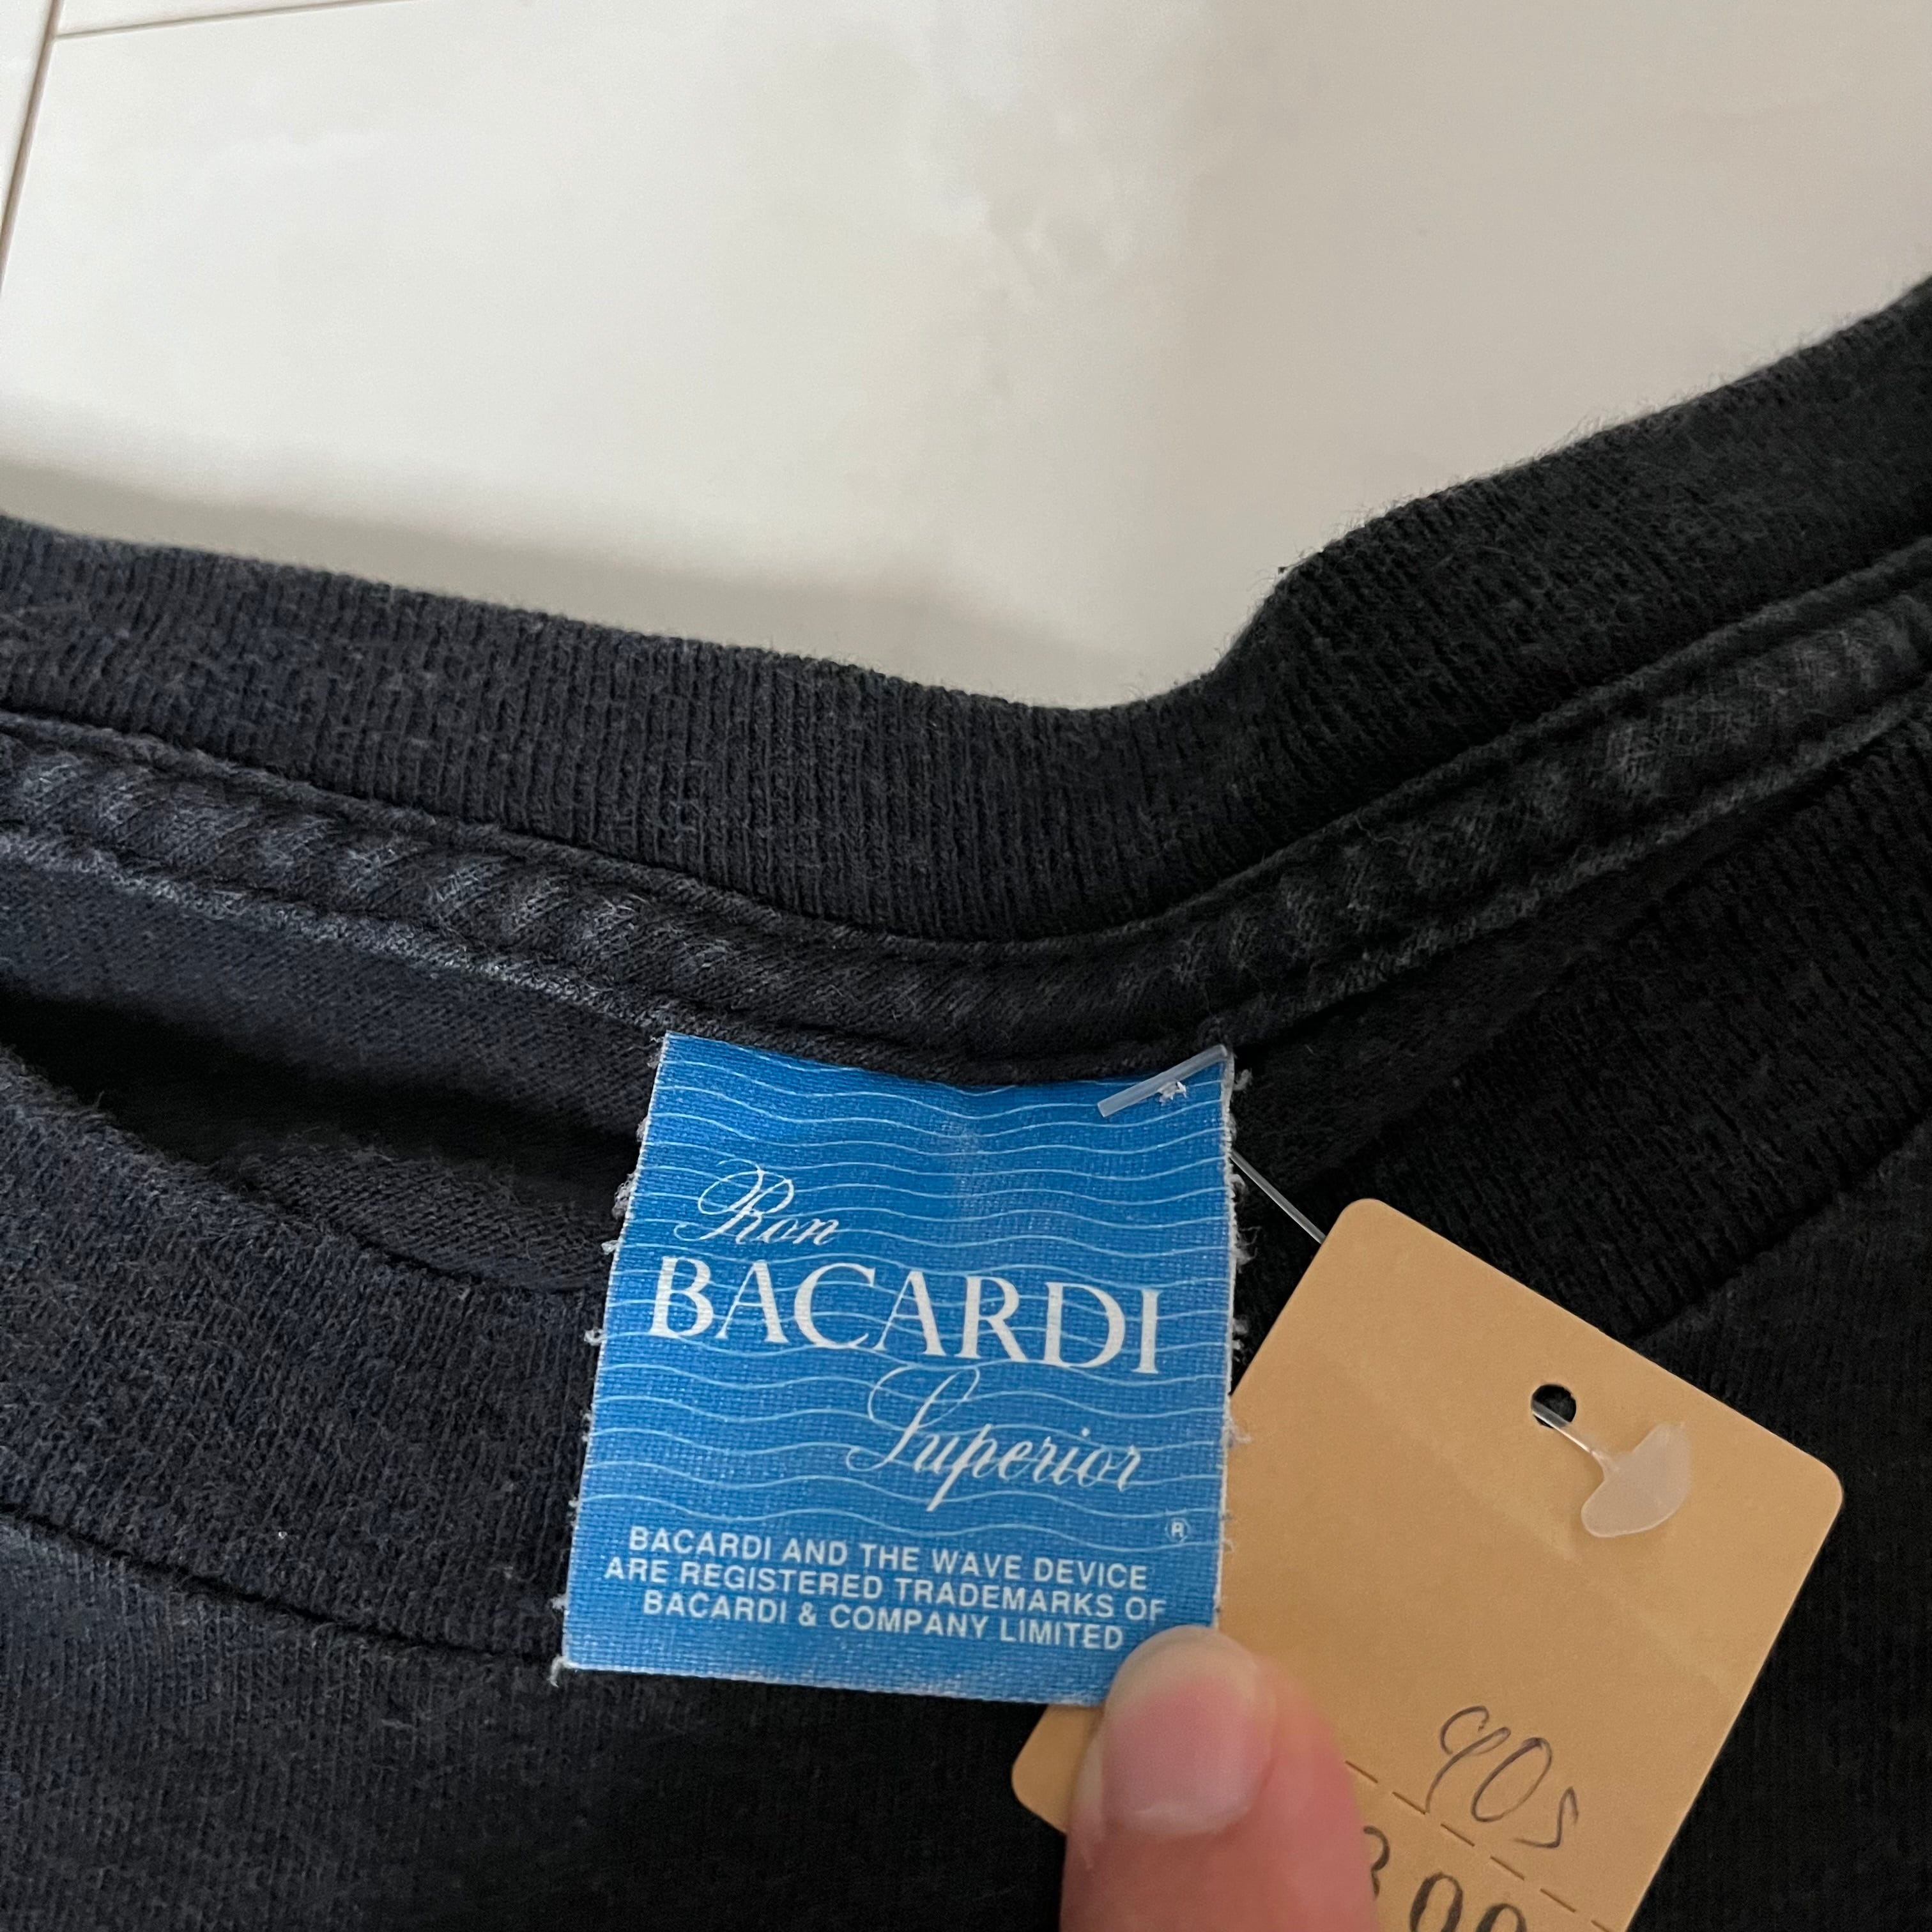 Ron
BACARDI
Superior
®
BACARDI AND THE WAVE DEVICE
ARE REGISTERED TRADEMARKS OF
BACARDI & COMPANY LIMITED
90s